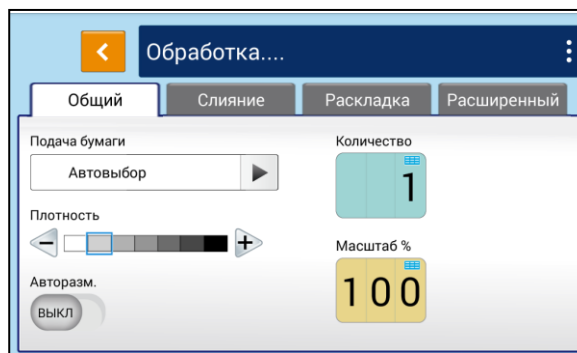 Обработка....
Общий Слияние Раскладка Расширенный
Подача бумаги
Автовыбор
Плотность
Авторазм.
ВЫКЛ
Количество
1
Масштаб %
100